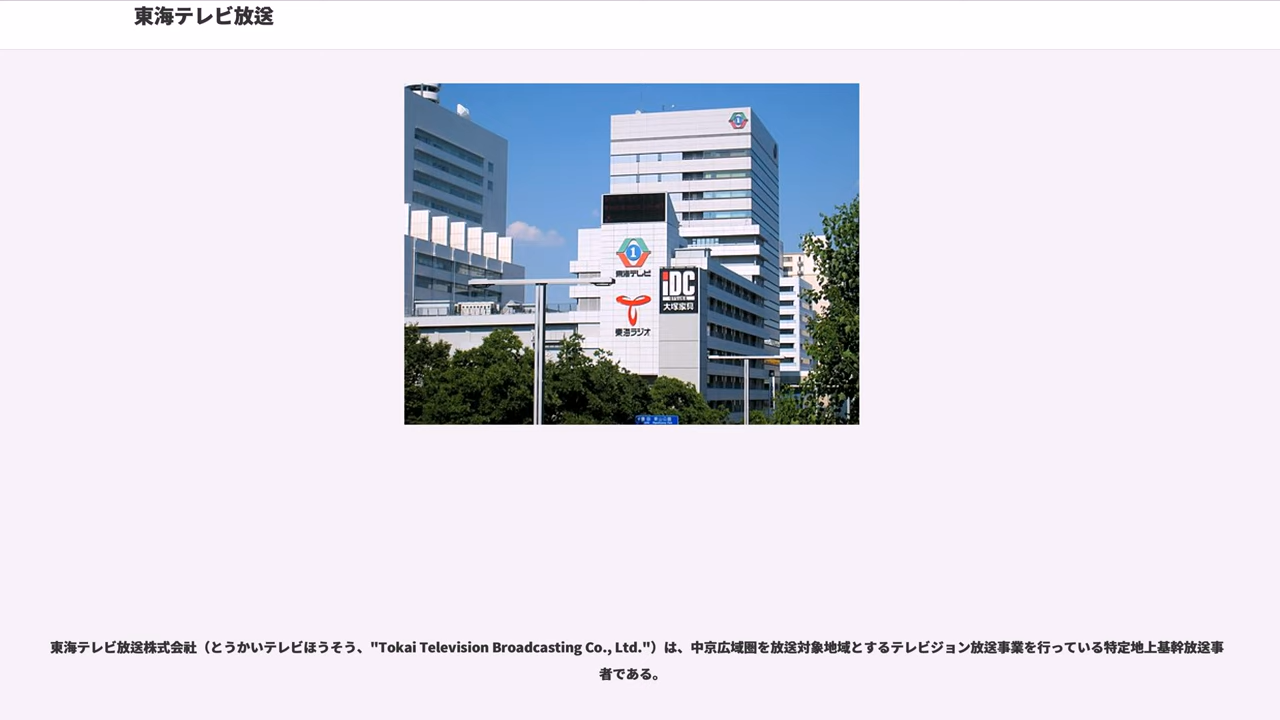 東海テレビ放送
1
東海テレビ
iDC
大塚家具
東海ラジオ
東海テレビ放送株式会社（とうかいテレビほうそう、"Tokai Television Broadcasting Co., Ltd."）は、中京広域圏を放送対象地域とするテレビジョン放送事業を行っている特定地上基幹放送事
者である。